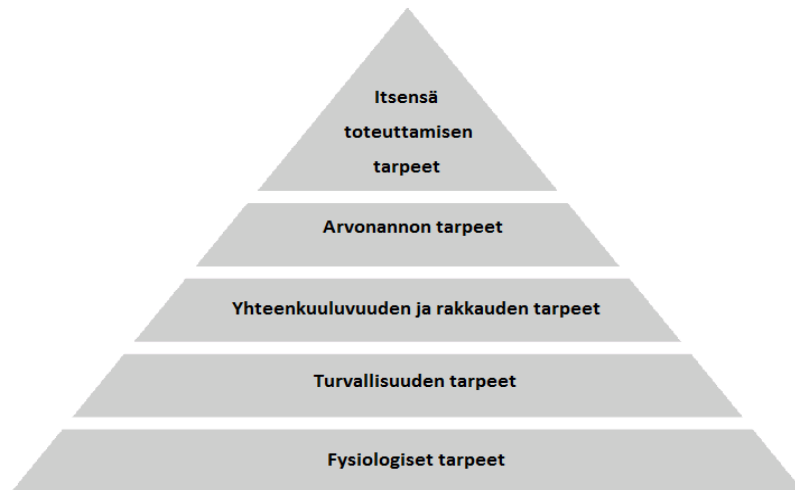 Itsensä
toteuttamisen
tarpeet
Arvonannon tarpeet
Yhteenkuuluvuuden ja rakkauden tarpeet
Turvallisuuden tarpeet
Fysiologiset tarpeet